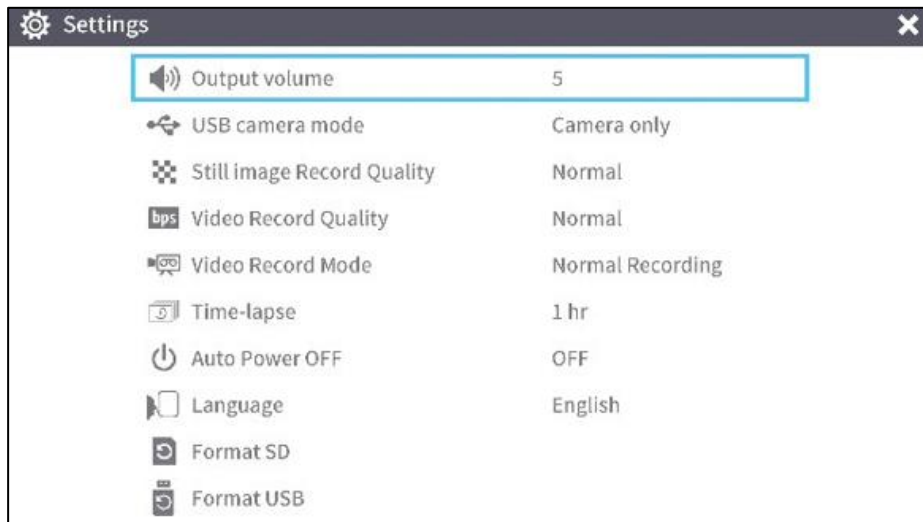 Settings
Output volume 5
USB camera mode Camera only
Still image Record Quality Normal
bps Video Record Quality Normal
Video Record Mode Normal Recording
Time-lapse 1 hr
Auto Power OFF OFF
Language English
Format SD
Format USB